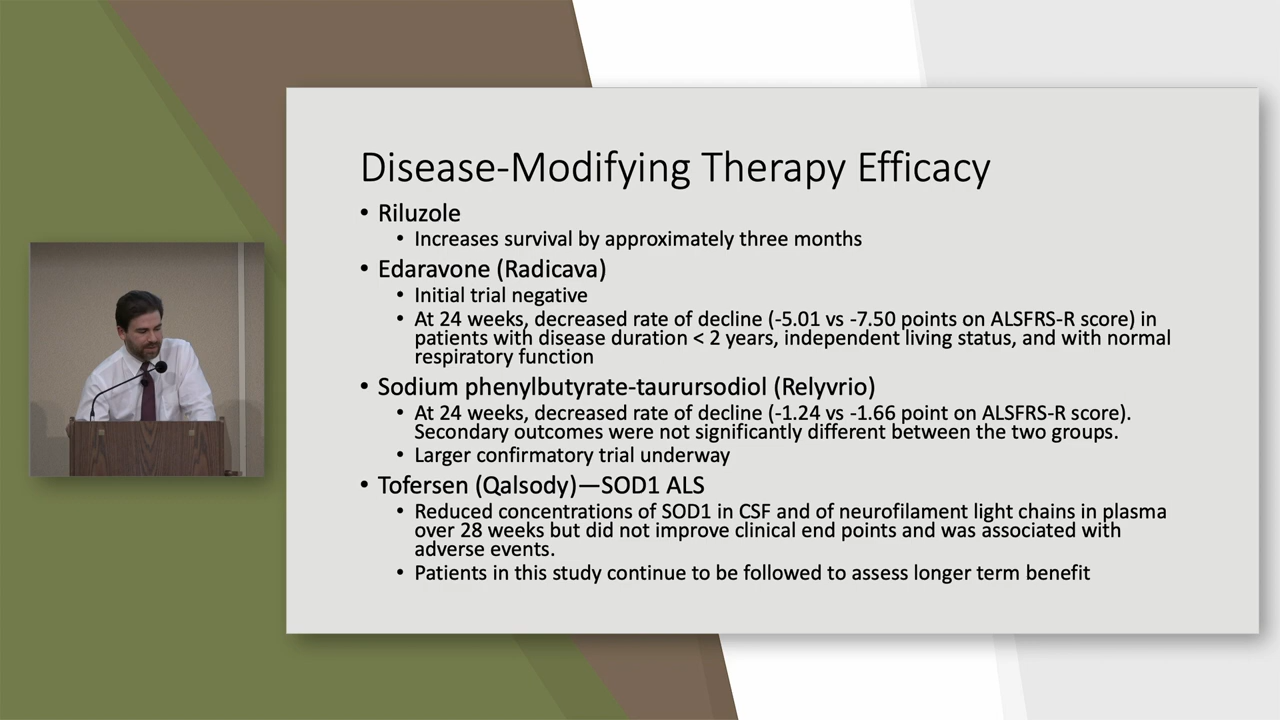 Disease-Modifying Therapy Efficacy
• Riluzole
• Increases survival by approximately three months
• Edaravone (Radicava)
• Initial trial negative
• At 24 weeks, decreased rate of decline (-5.01 vs -7.50 points on ALSFRS-R score) in
patients with disease duration < 2 years, independent living status, and with normal
respiratory function
• Sodium phenylbutyrate-taurursodiol (Relyvrio)
• At 24 weeks, decreased rate of decline (-1.24 vs -1.66 point on ALSFRS-R score).
Secondary outcomes were not significantly different between the two groups.
• Larger confirmatory trial underway
• Tofersen (Qalsody)—SOD1 ALS
• Reduced concentrations of SOD1 in CSF and of neurofilament light chains in plasma
over 28 weeks but did not improve clinical end points and was associated with
adverse events.
• Patients in this study continue to be followed to assess longer term benefit